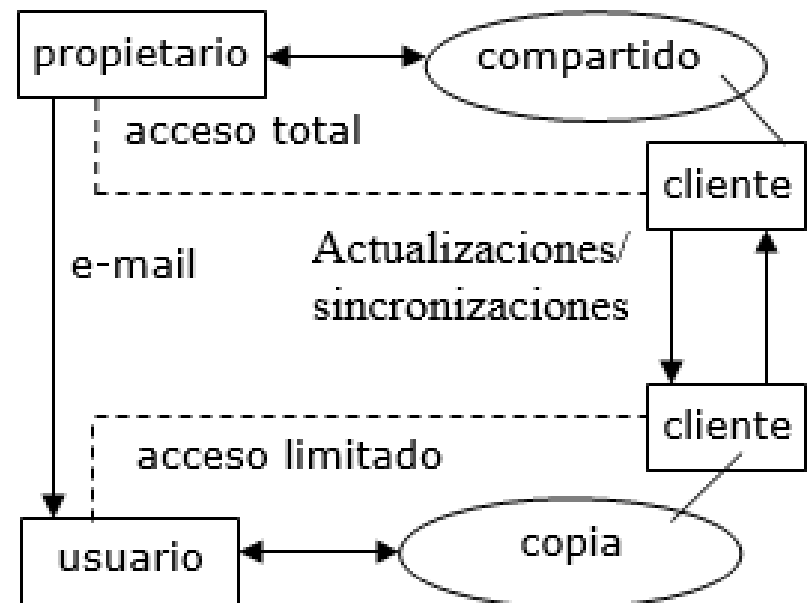 propietario
compartido
acceso total
cliente
e-mail
Actualizaciones/
sincronizaciones
cliente
acceso limitado
usuario
copia